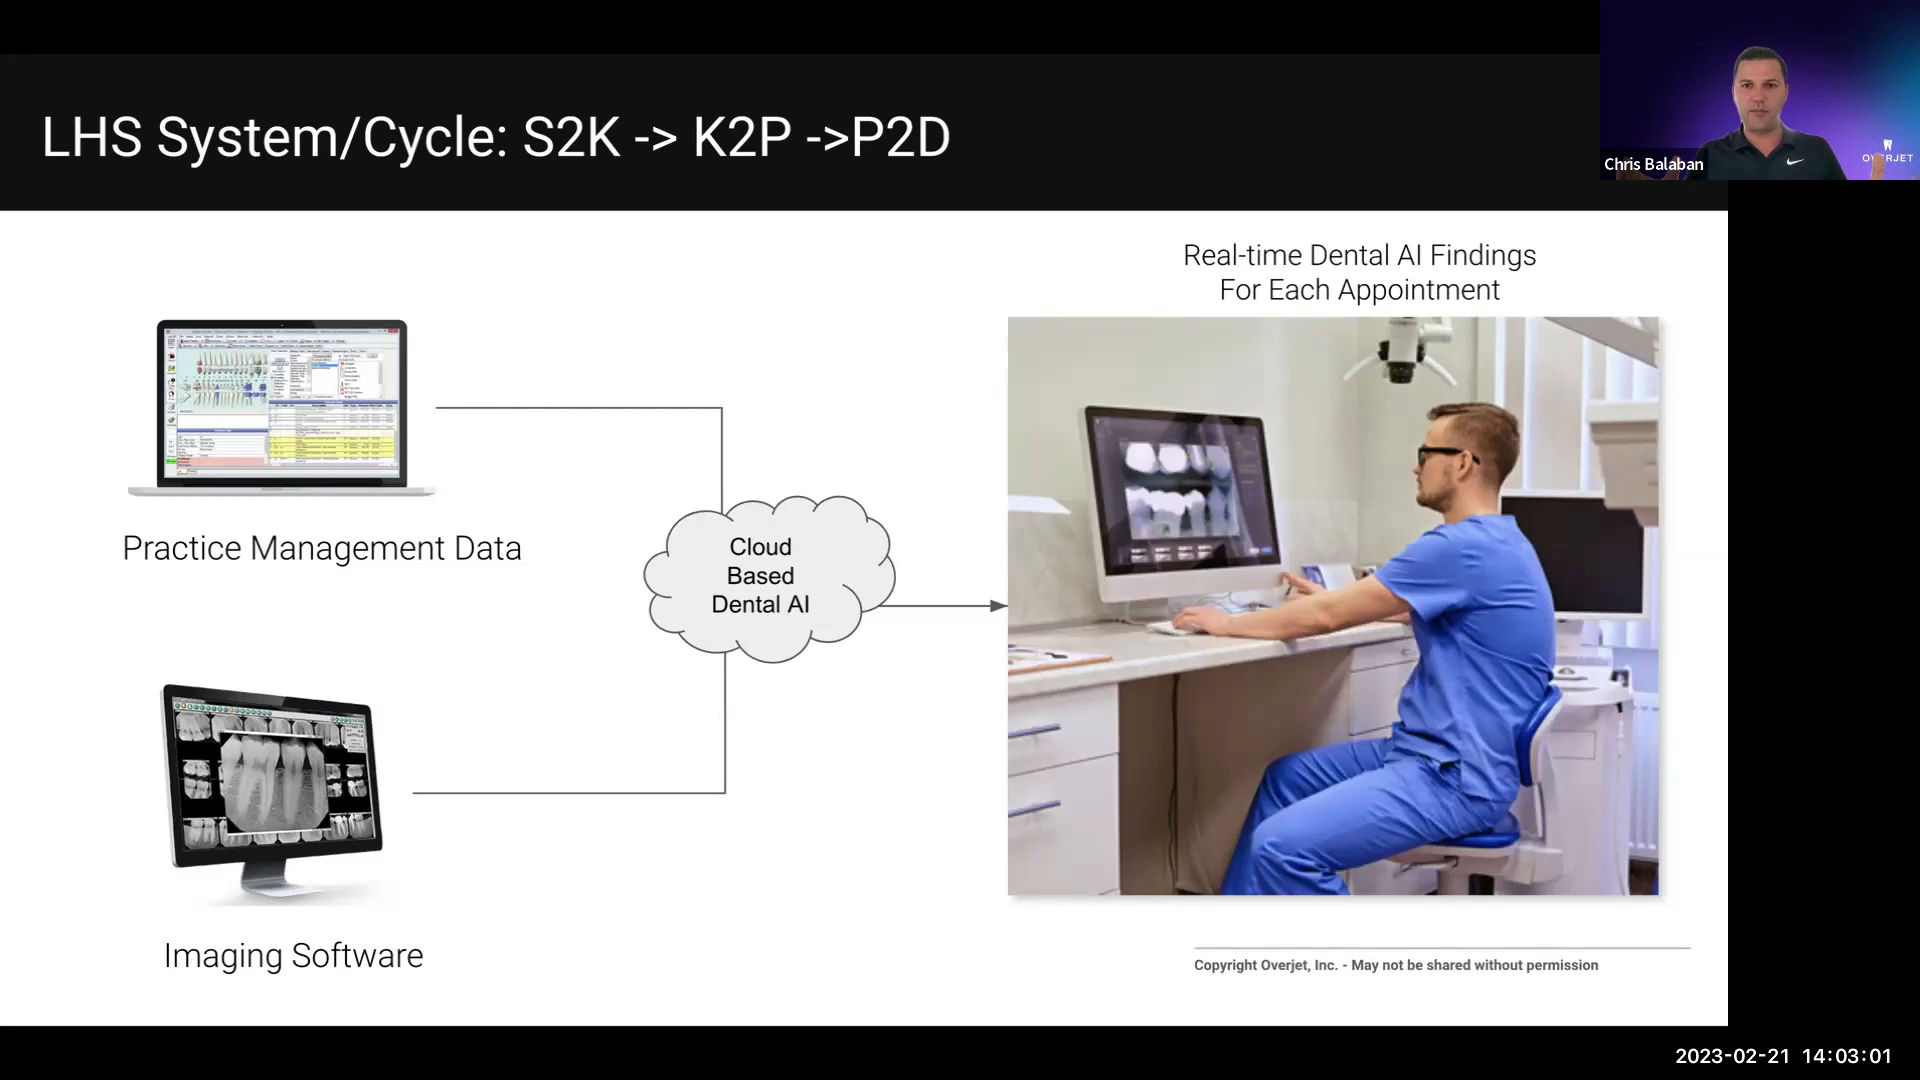 LHS System/Cycle: S2K -> K2P ->P2D
Chris Balaban
OVERJET
Real-time Dental AI Findings
For Each Appointment
Practice Management Data
Cloud
Based
Dental AI
Imaging Software
Copyright Overjet, Inc. - May not be shared without permission
2023-02-21 14:03:01